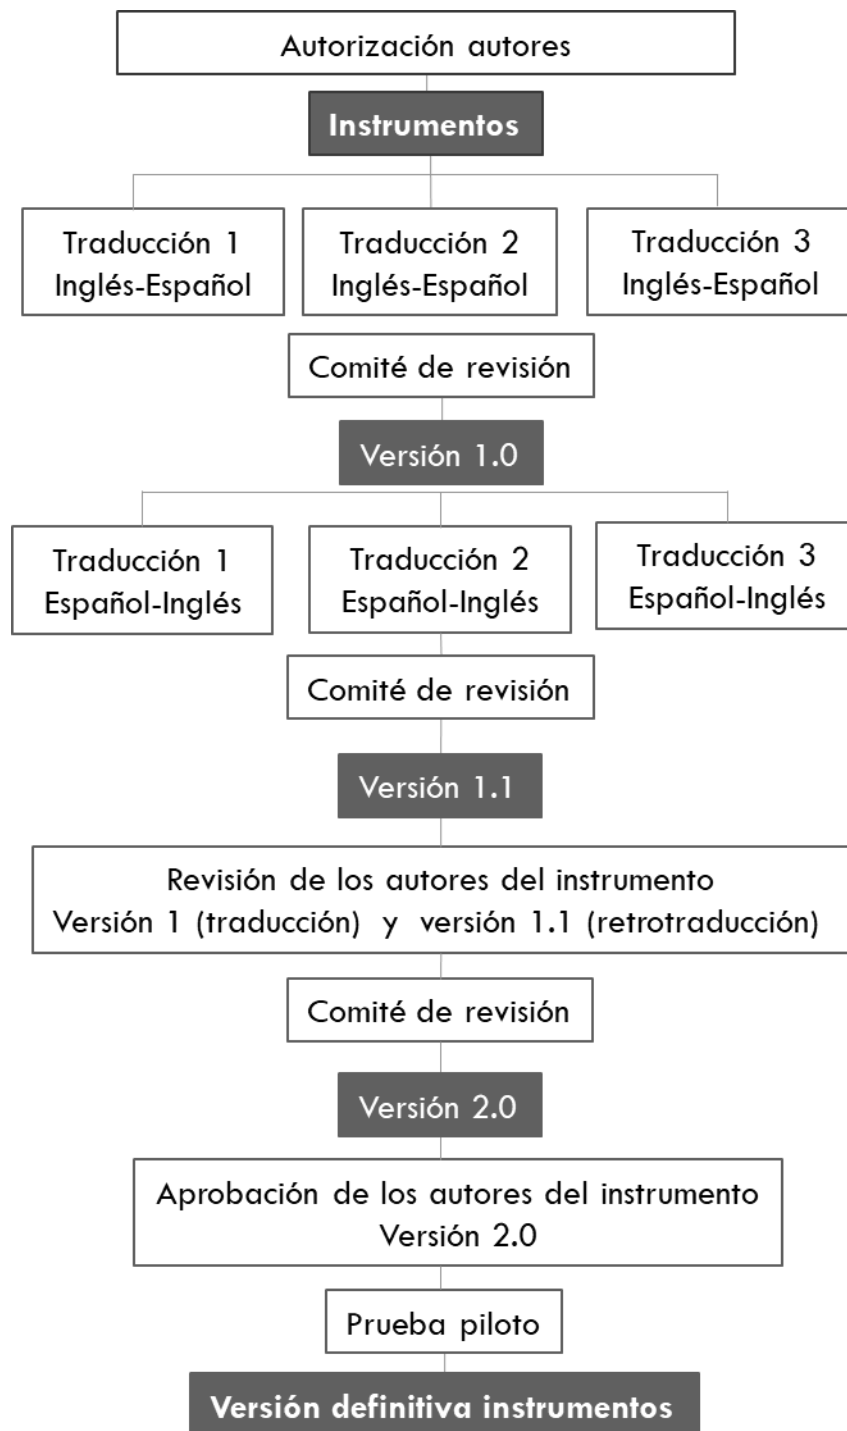 Autorización autores
Instrumentos
Traducción 1
Inglés-Español
Traducción 2
Inglés-Español
Traducción 3
Inglés-Español
Comité de revisión
Versión 1.0
Traducción 1
Español-Inglés
Traducción 2
Español-Inglés
Traducción 3
Español-Inglés
Comité de revisión
Versión 1.1
Revisión de los autores del instrumento
Versión 1 (traducción) y versión 1.1 (retrotraducción)
Comité de revisión
Versión 2.0
Aprobación de los autores del instrumento
Versión 2.0
Prueba piloto
Versión definitiva instrumentos